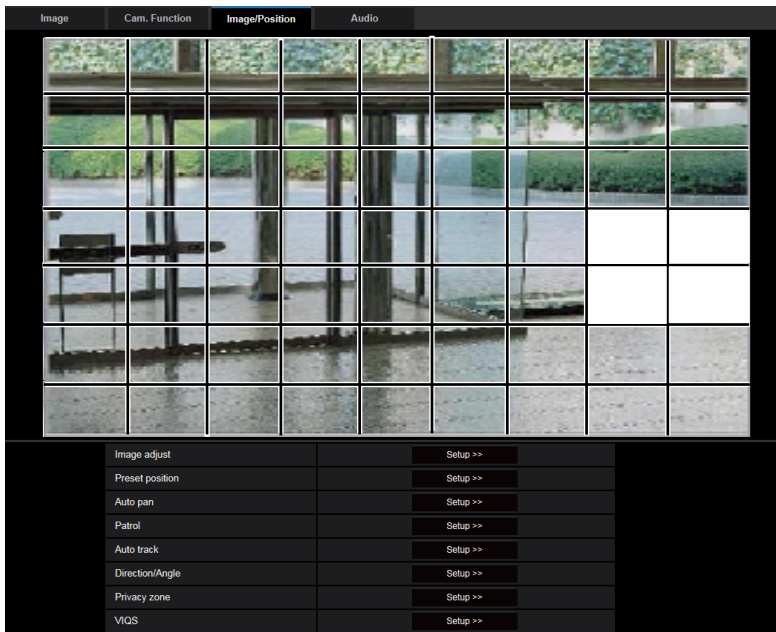 Image Cam. Function Image/Position Audio
Image adjust Setup >>
Preset position Setup >>
Auto pan Setup >>
Patrol Setup >>
Auto track Setup >>
Direction/Angle Setup >>
Privacy zone Setup >>
VIQS Setup >>